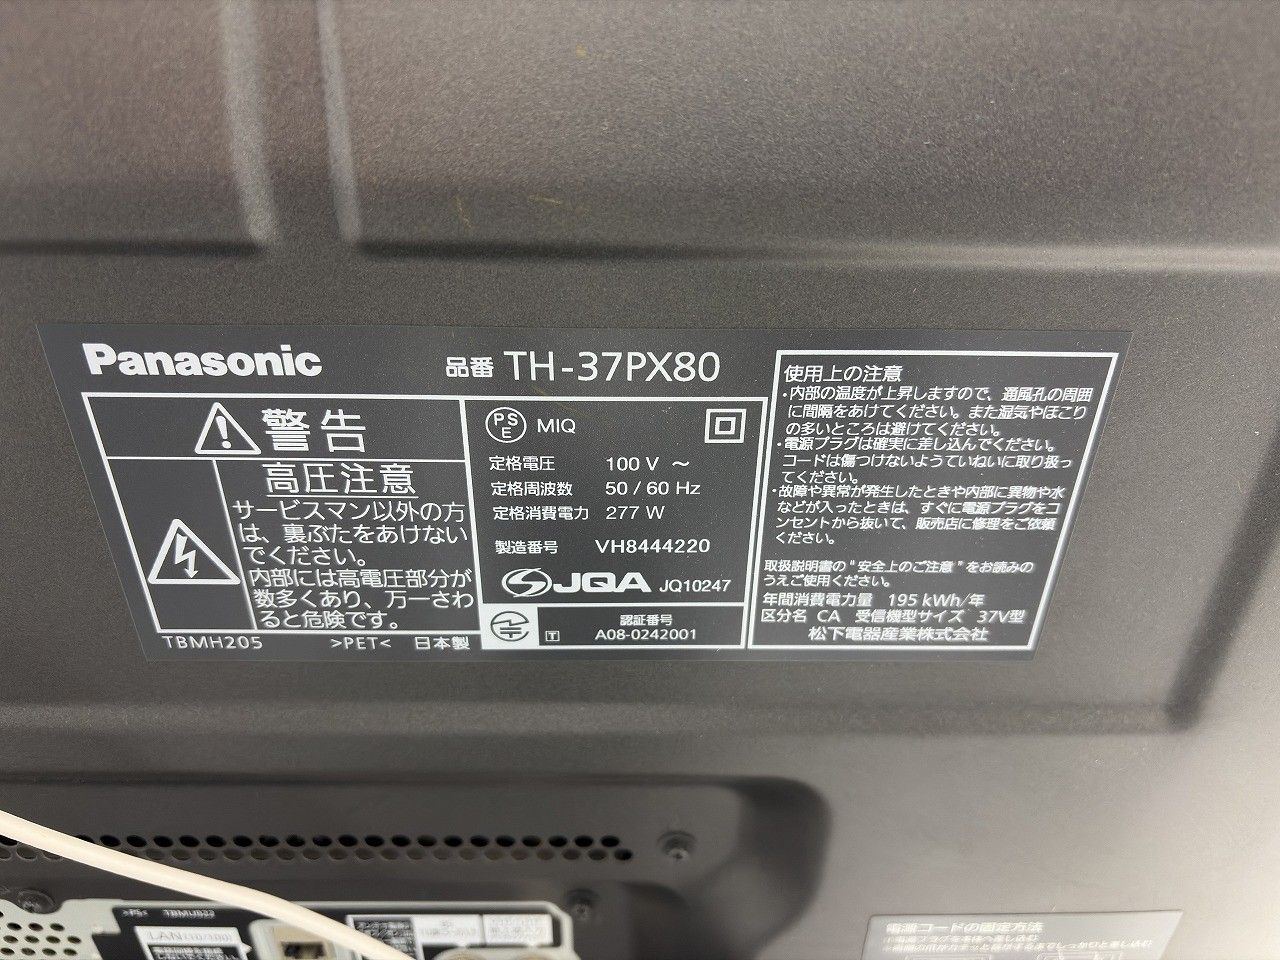 Panasonic
品番 TH-37PX80
警告
高圧注意
サービスマン以外の方
は、裏ぶたをあけない
でください。
内部には高電圧部分が
数多くあり、万一さわ
ると危険です。
TBMH205 >PET< 日本製
PSE MIQ
定格電圧 100 V ～
定格周波数 50 / 60 Hz
定格消費電力 277 W
製造番号 VH8444220
JQA JQ10247
T
認証番号
A08-0242001
使用上の注意
・内部の温度が上昇しますので、通風孔の周囲
に間隔をあけてください。また湿気やほこり
の多いところは避けてください。
・電源プラグは確実に差し込んでください。
コードは傷つけないようていねいに取り扱っ
てください。
・故障や異常が発生したときや内部に異物や水
などが入ったときは、すぐに電源プラグをコ
ンセントから抜いて、販売店に修理をご依頼
ください。
取扱説明書の"安全上のご注意"をお読みの
うえご使用ください。
年間消費電力量 195 kWh/年
区分名 CA 受信機型サイズ 37V型
松下電器産業株式会社
>PS< TBMU922
LAN(10/100)
電源コードの固定方法